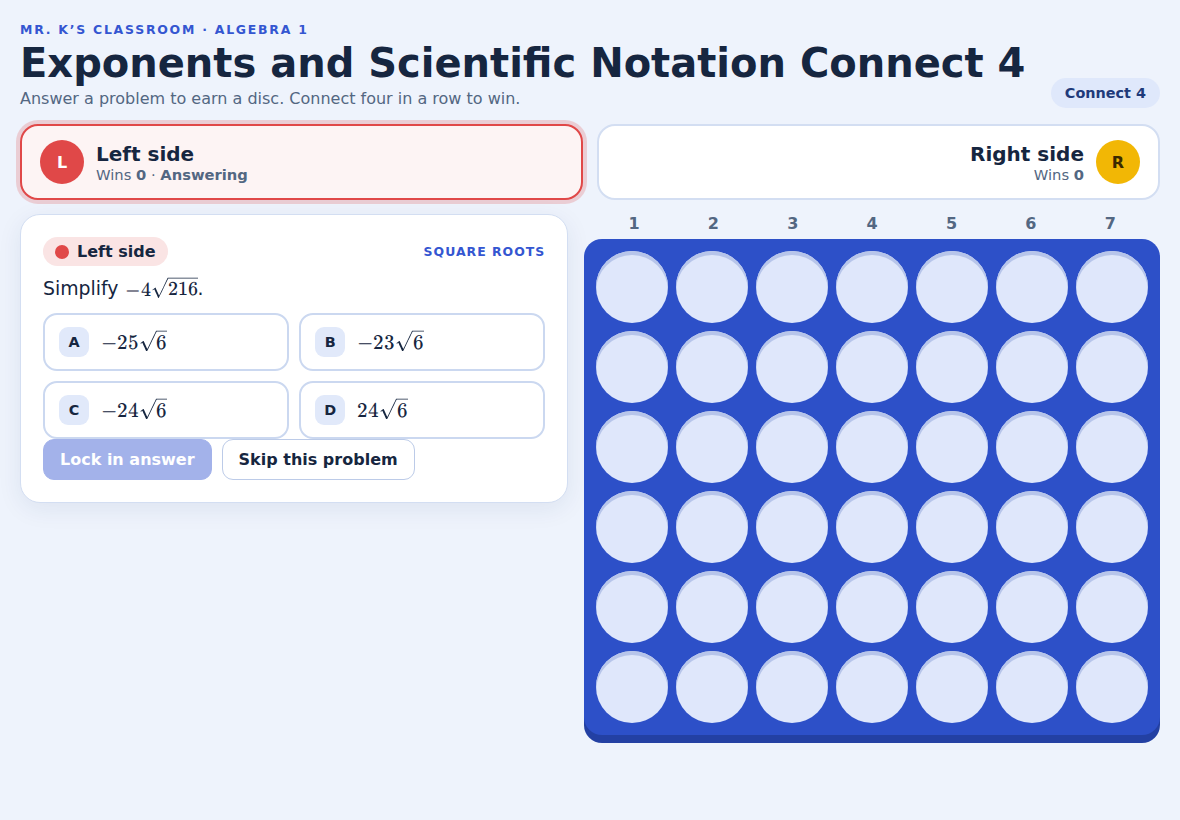 MR. K’S CLASSROOM · ALGEBRA 1
Exponents and Scientific Notation Connect 4
Answer a problem to earn a disc. Connect four in a row to win.
Connect 4
L
Left side
Wins 0 · Answering
Right side
Wins 0
R
Left side
SQUARE ROOTS
Simplify −4√216.
A −25√6
B −23√6
C −24√6
D 24√6
Lock in answer
Skip this problem
1 2 3 4 5 6 7